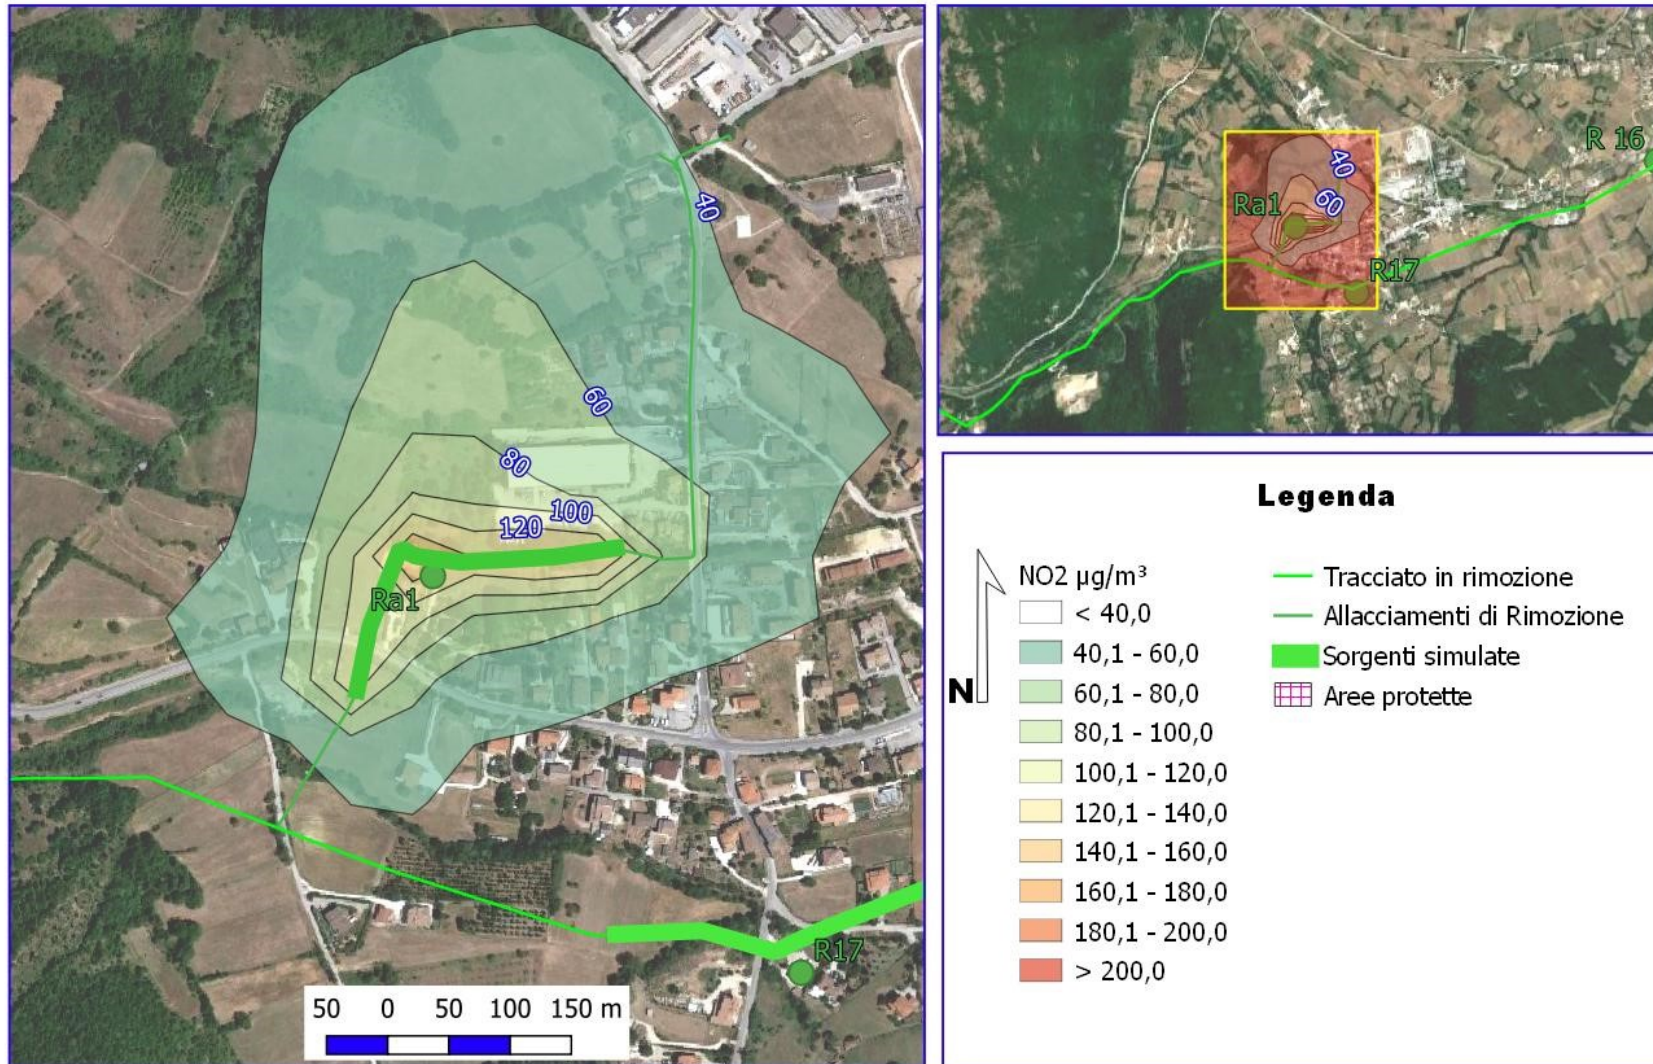 40
60
80
100
120
Ra1
R17
50 0 50 100 150 m
R 16
40
60
Ra1
R17
Legenda
N
NO2 µg/m³
< 40,0
40,1 - 60,0
60,1 - 80,0
80,1 - 100,0
100,1 - 120,0
120,1 - 140,0
140,1 - 160,0
160,1 - 180,0
180,1 - 200,0
> 200,0
Tracciato in rimozione
Allacciamenti di Rimozione
Sorgenti simulate
Aree protette